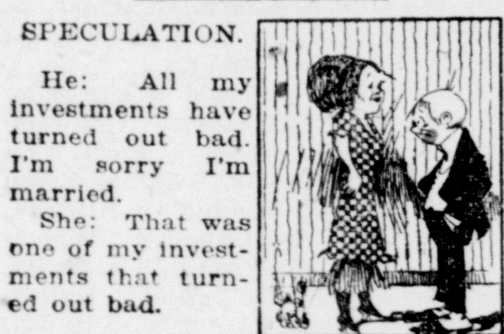 SPECULATION.
He: All my
investments have
turned out bad.
I'm sorry I'm
married.
She: That was
one of my invest-
ments that turn-
ed out bad.